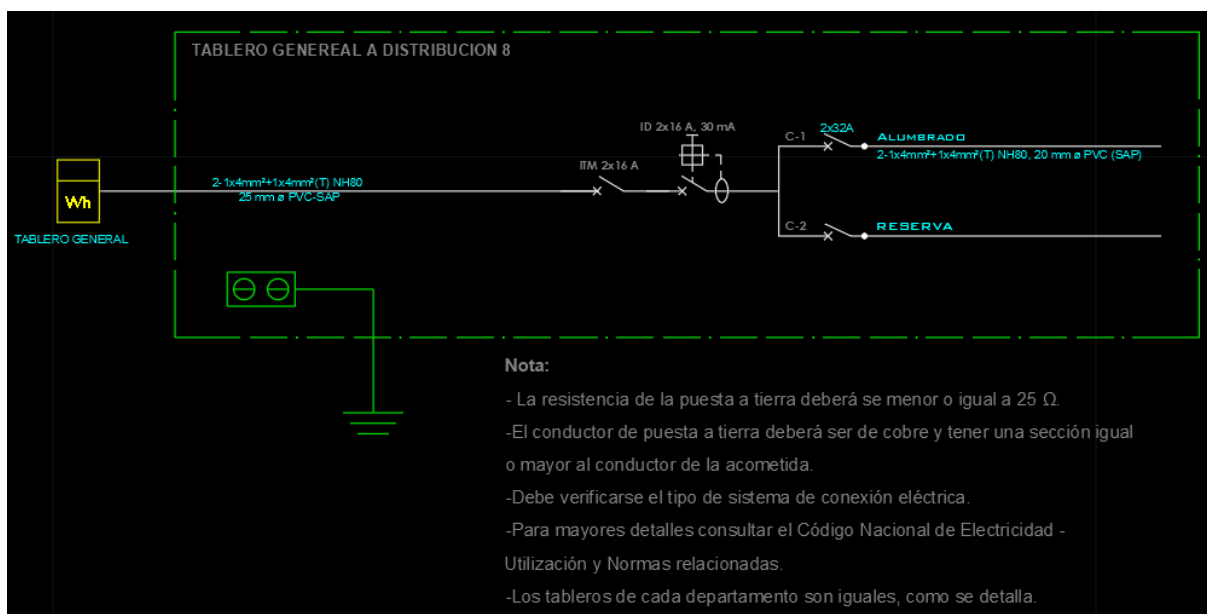 TABLERO GENEREAL A DISTRIBUCION 8
ID 2x16 A, 30 mA
C-1
2x32A
ALUMBRADO
2-1x4mm²+1x4mm²(T) NH80, 20 mm ø PVC (SAP)
ITM 2x16 A
2-1x4mm²+1x4mm²(T) NH80
25 mm ø PVC-SAP
Wh
TABLERO GENERAL
C-2
RESERVA
Nota:
- La resistencia de la puesta a tierra deberá se menor o igual a 25 Ω.
-El conductor de puesta a tierra deberá ser de cobre y tener una sección igual
o mayor al conductor de la acometida.
-Debe verificarse el tipo de sistema de conexión eléctrica.
-Para mayores detalles consultar el Código Nacional de Electricidad -
Utilización y Normas relacionadas.
-Los tableros de cada departamento son iguales, como se detalla.